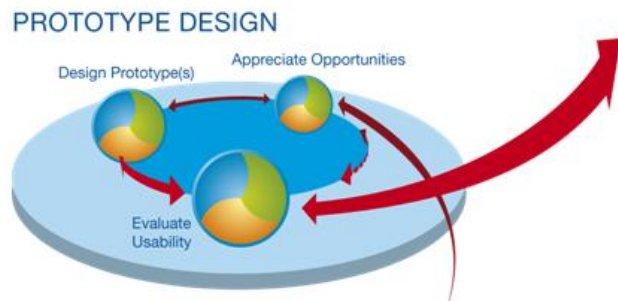 PROTOTYPE DESIGN
Appreciate Opportunities
Design Prototype(s)
Evaluate
Usability